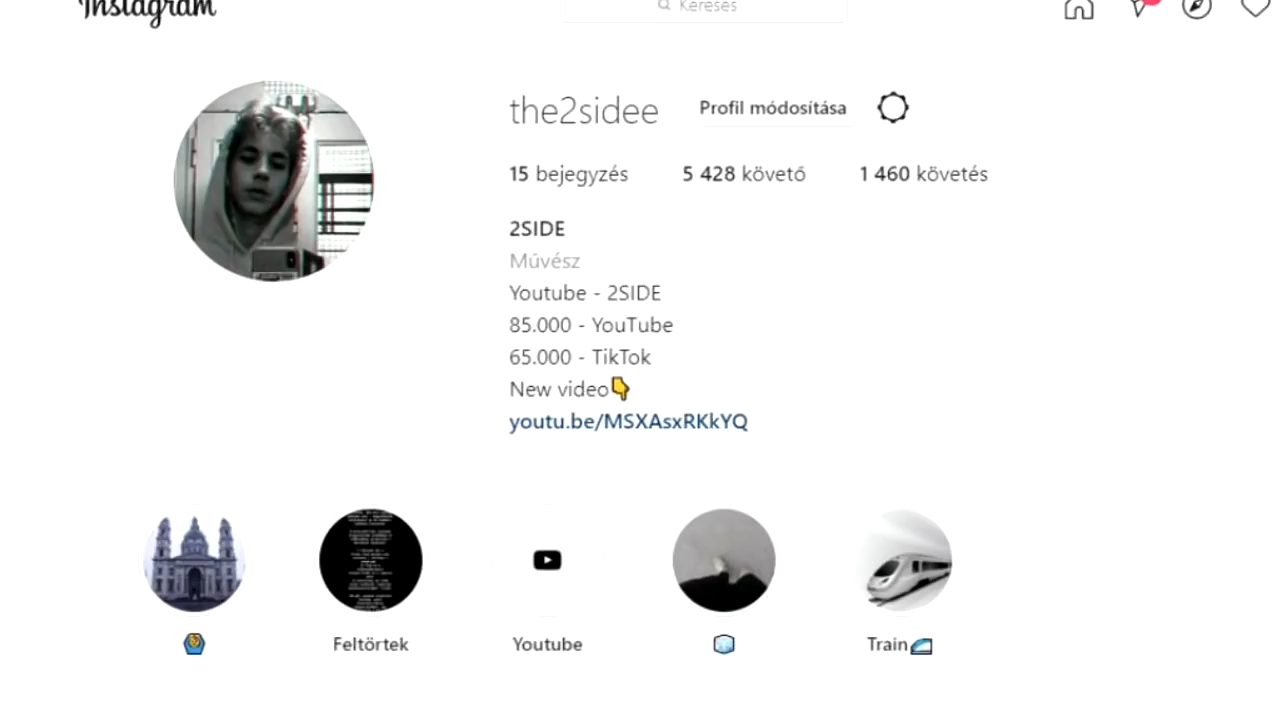 Instagram
Keresés
the2sidee Profil módosítása
15 bejegyzés 5 428 követő 1 460 követés
2SIDE
Művész
Youtube - 2SIDE
85.000 - YouTube
65.000 - TikTok
New video👇
youtu.be/MSXAsxRKkYQ
Feltörtek Youtube Train🚄